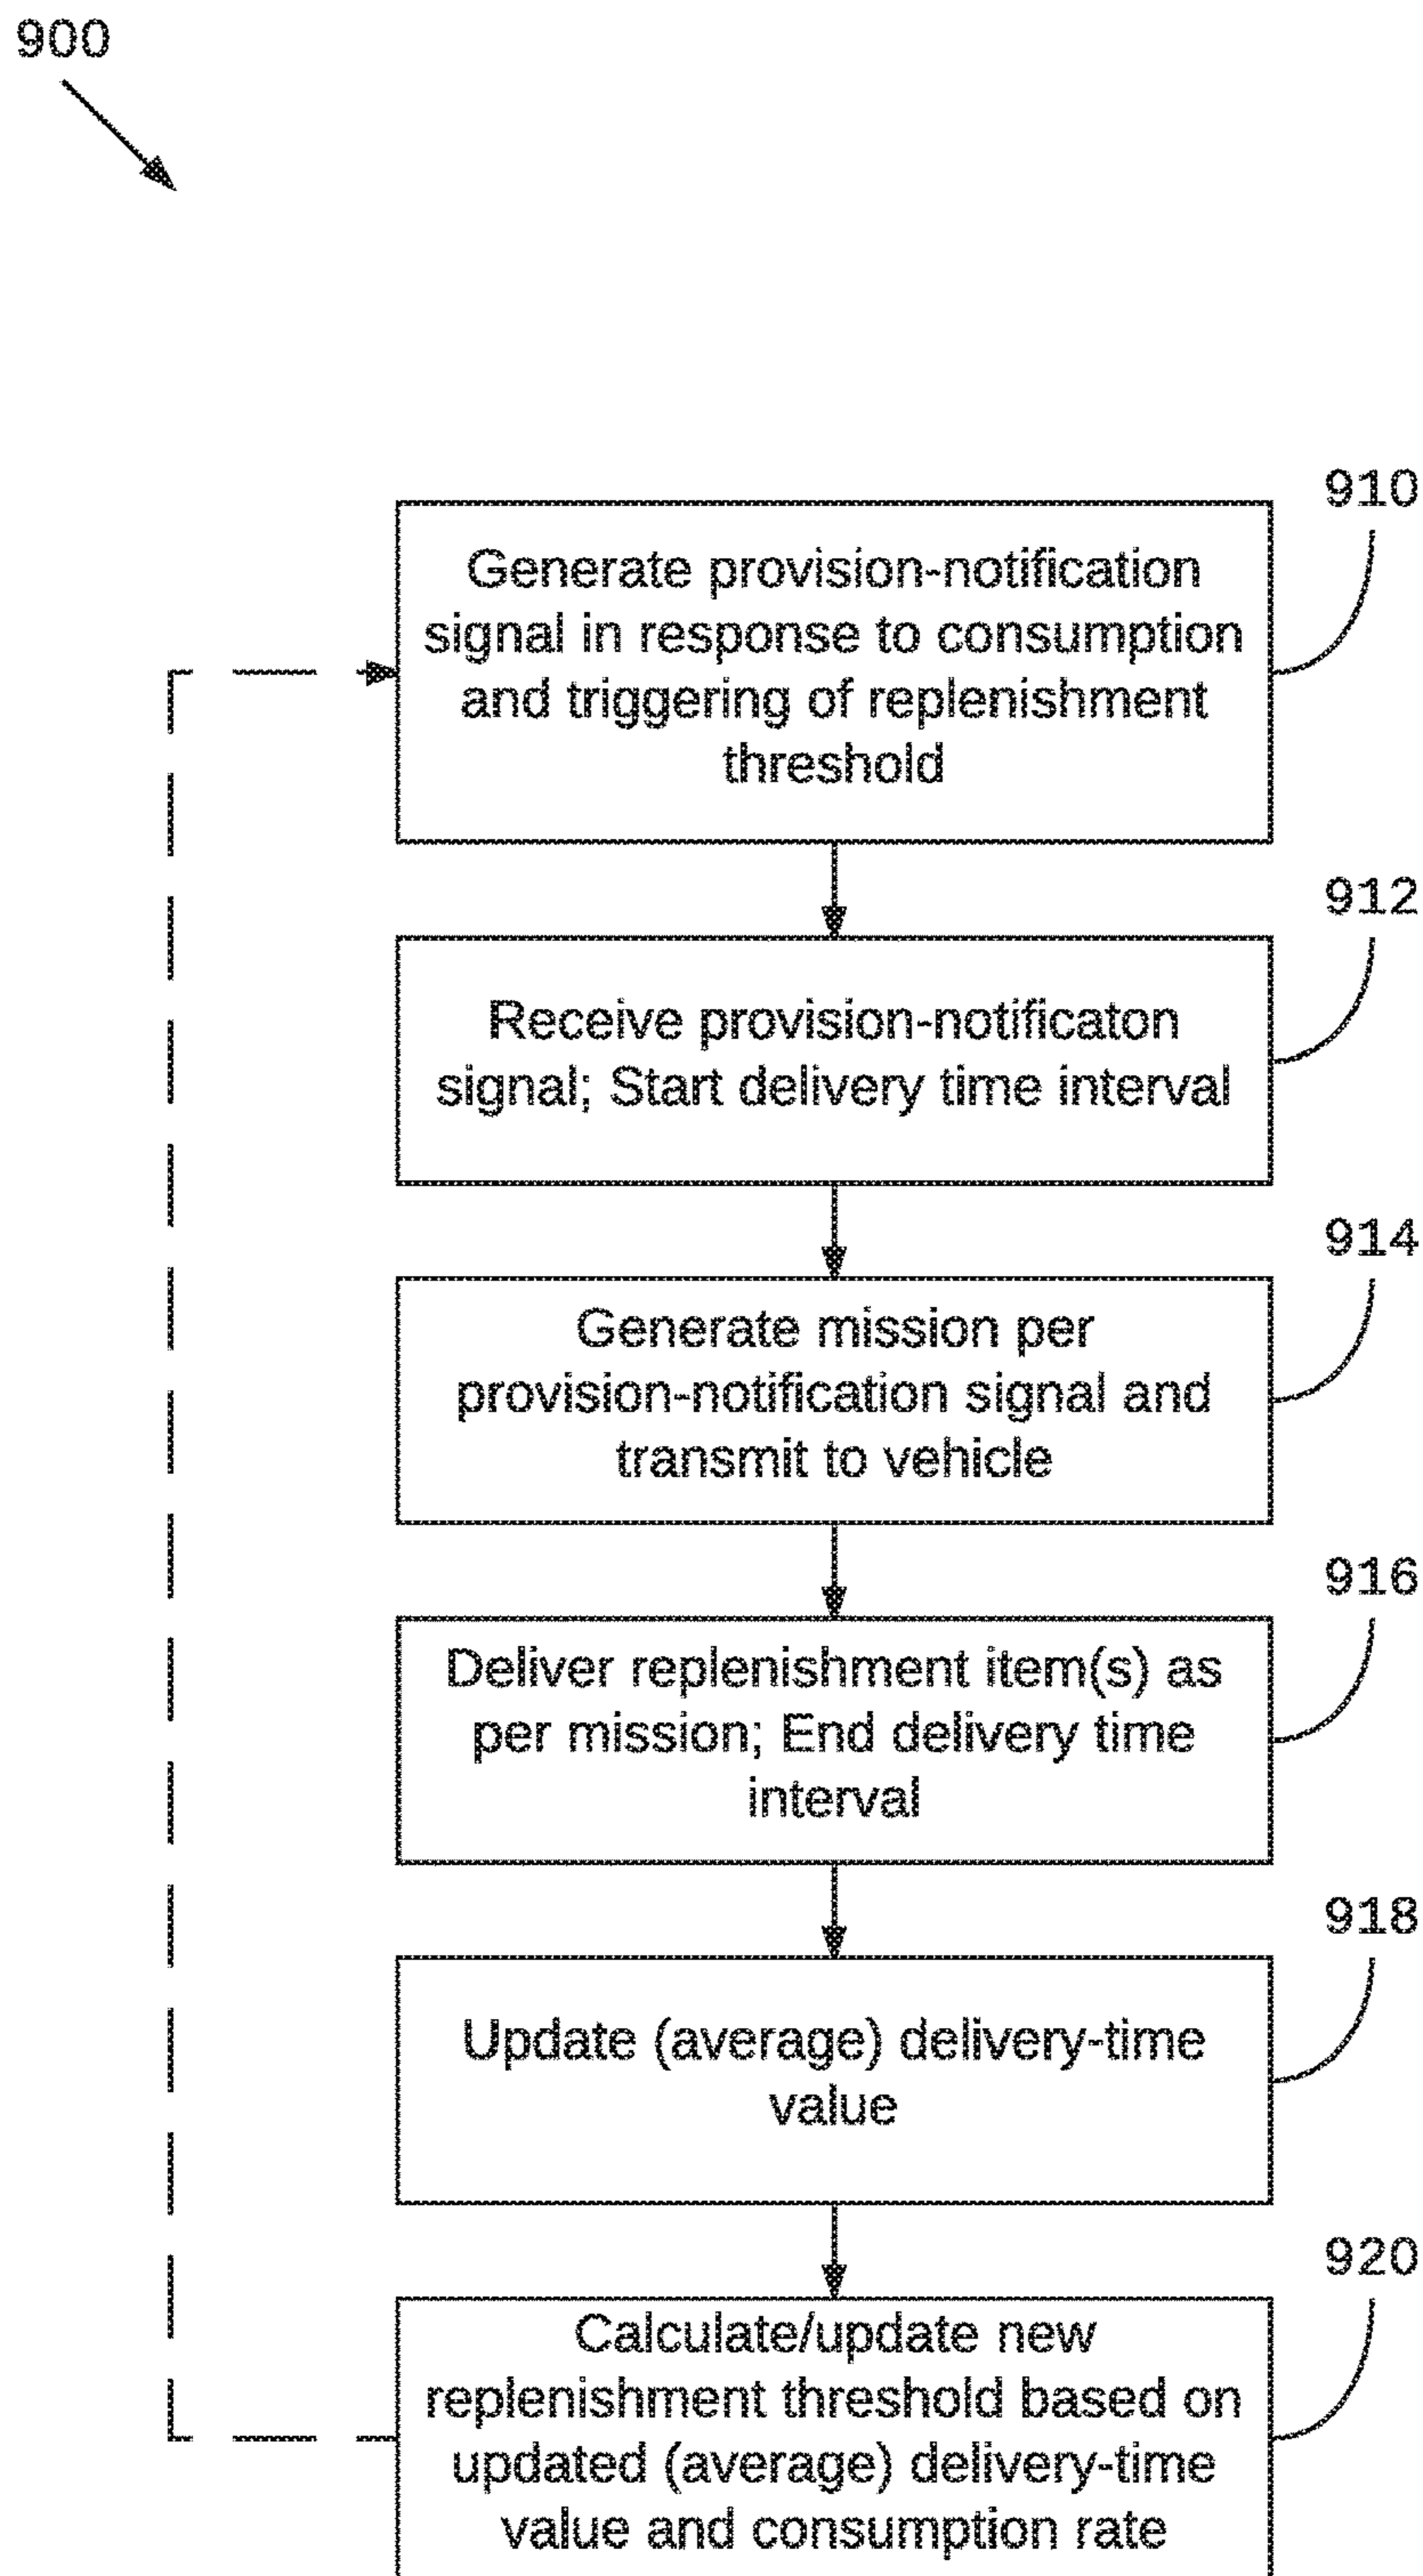 900
910
Generate provision-notification
signal in response to consumption
and triggering of replenishment
threshold
912
Receive provision-notificaton
signal; Start delivery time interval
914
Generate mission per
provision-notification signal and
transmit to vehicle
916
Deliver replenishment item(s) as
per mission; End delivery time
interval
918
Update (average) delivery-time
value
920
Calculate/update new
replenishment threshold based on
updated (average) delivery-time
value and consumption rate